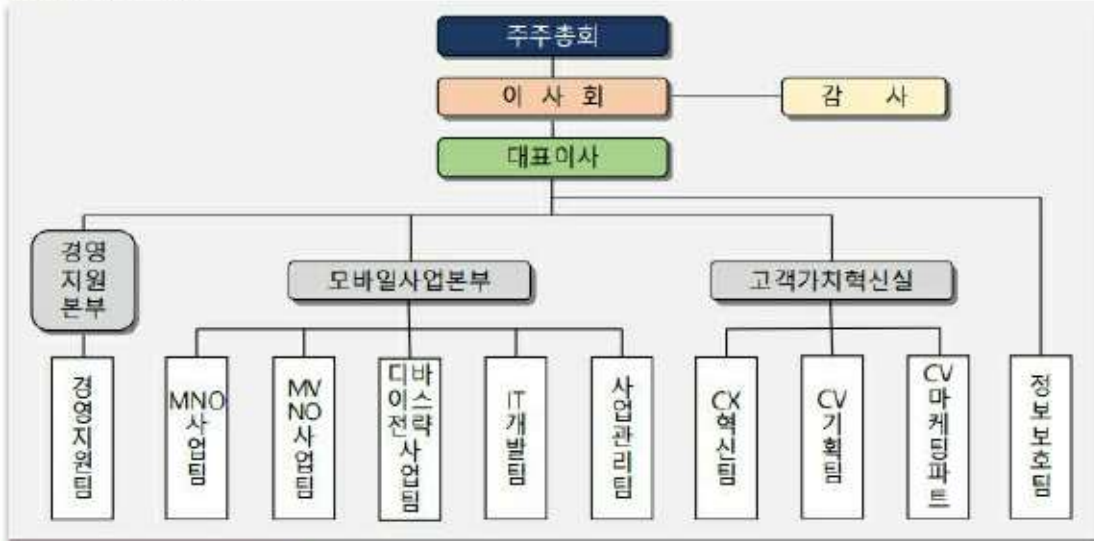 주주총회
이 사 회
감 사
대표이사
경영
지원
본부
모바일사업본부
고객가치혁신실
경영지원팀
MNO
사업팀
MV
NO사업팀
디바
이스
전략
사업팀
IT
개발팀
사업관리팀
CX
혁신팀
CV
기획팀
CV
마케팅파트
정보보호팀